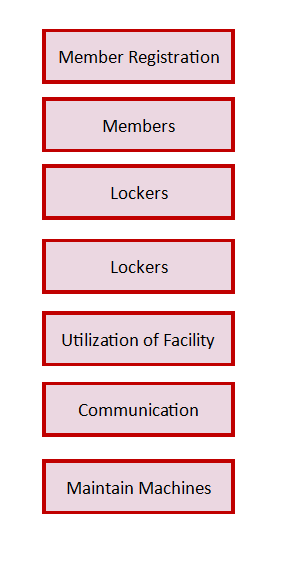 Member Registration
Members
Lockers
Lockers
Utilization of Facility
Communication
Maintain Machines